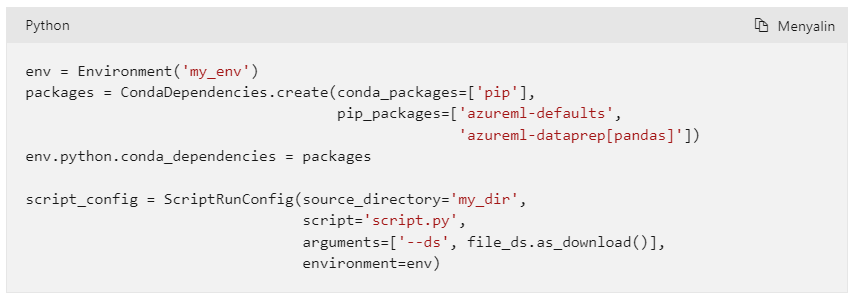 Python
Menyalin
env = Environment('my_env')
packages = CondaDependencies.create(conda_packages=['pip'],
                                    pip_packages=['azureml-defaults',
                                                  'azureml-dataprep[pandas]'])
env.python.conda_dependencies = packages

script_config = ScriptRunConfig(source_directory='my_dir',
                                script='script.py',
                                arguments=['--ds', file_ds.as_download()],
                                environment=env)